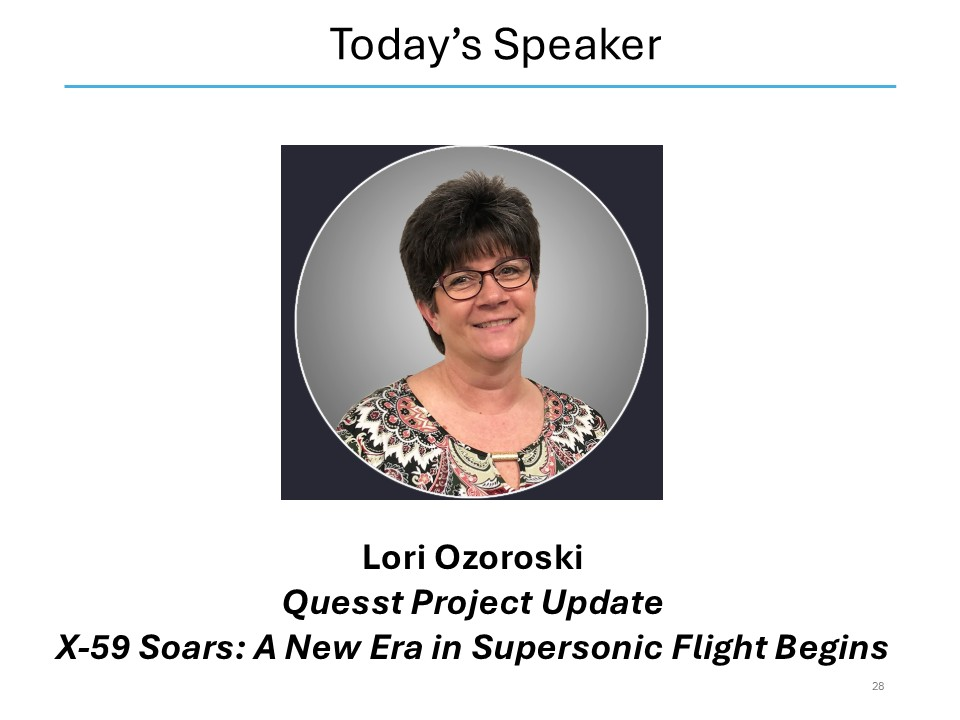 Today’s Speaker
Lori Ozoroski
Quesst Project Update
X-59 Soars: A New Era in Supersonic Flight Begins
28